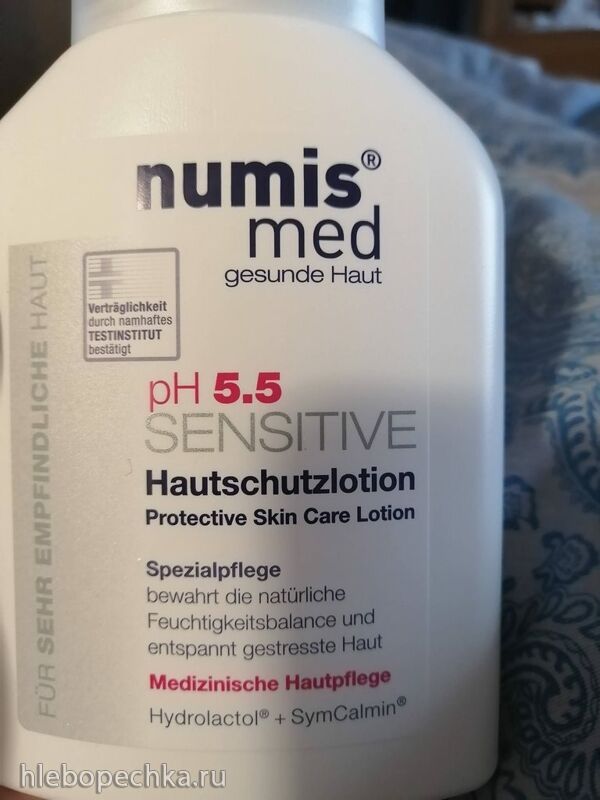 numis®
med
gesunde Haut
Verträglichkeit
durch namhaftes
TESTINSTITUT
bestätigt
FÜR SEHR EMPFINDLICHE HAUT
pH 5.5
SENSITIVE
Hautschutzlotion
Protective Skin Care Lotion
Spezialpflege
bewahrt die natürliche
Feuchtigkeitsbalance und
entspannt gestresste Haut
Medizinische Hautpflege
Hydrolactol® + SymCalmin®
hlebopechka.ru